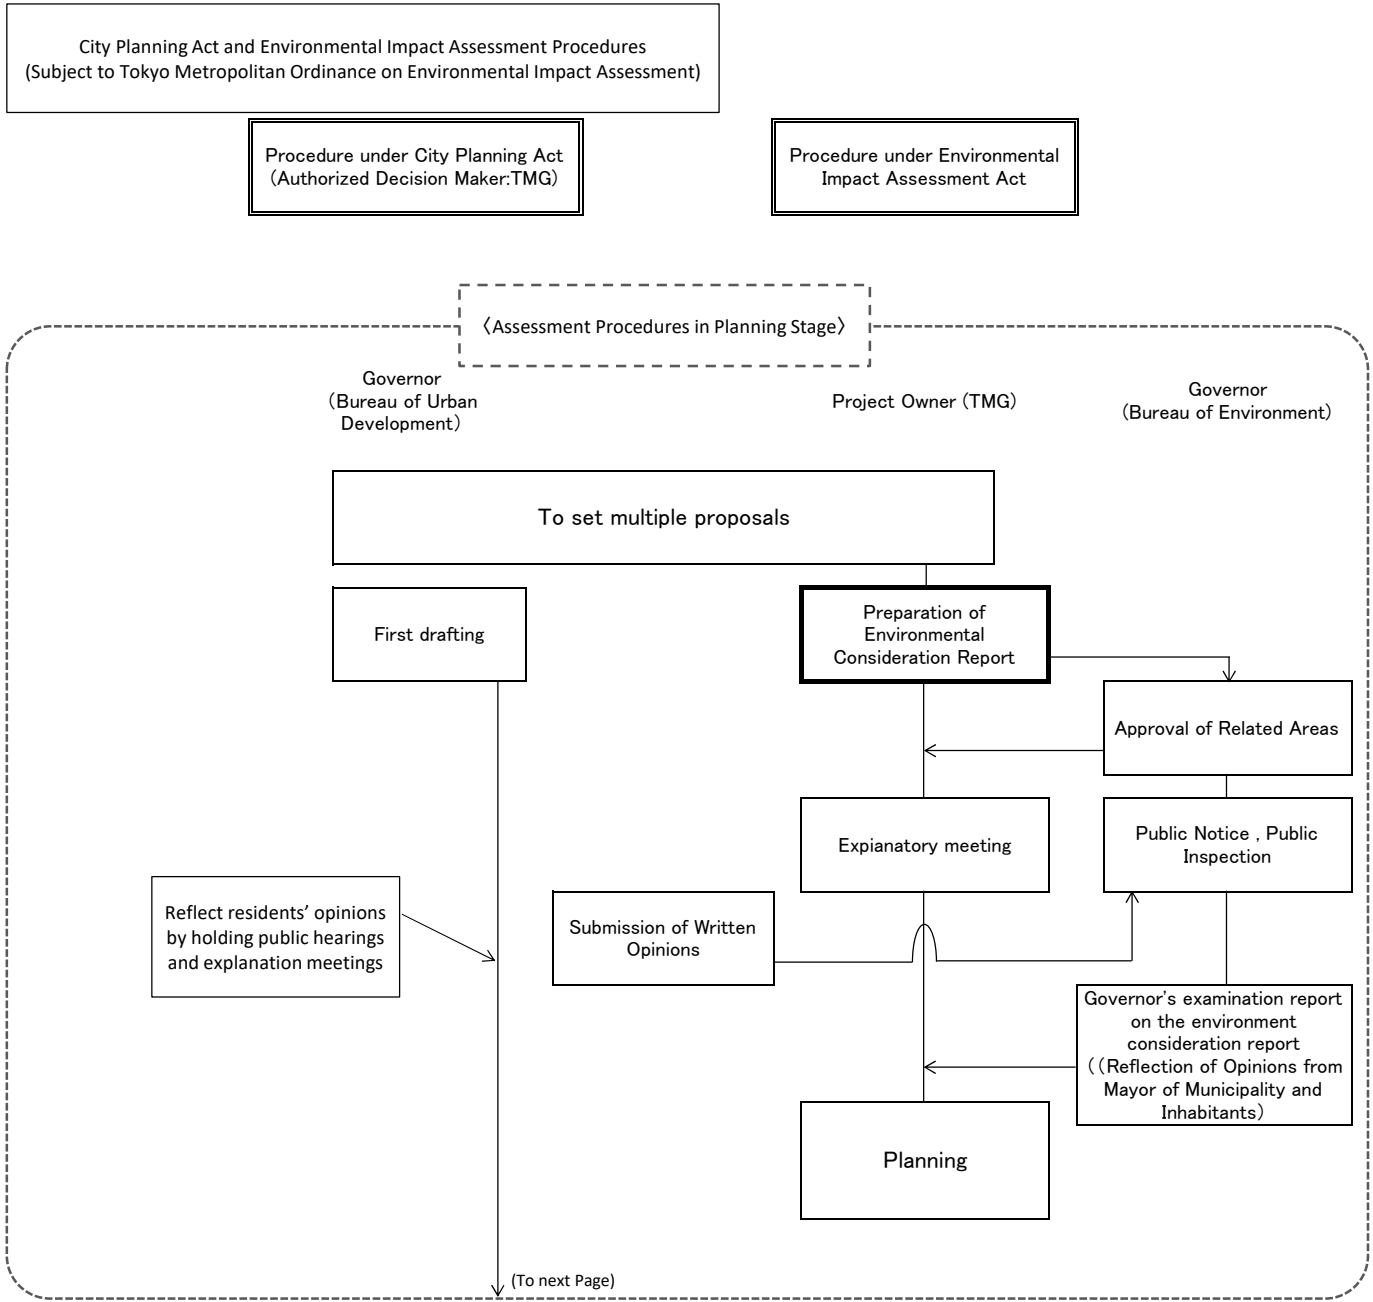 City Planning Act and Environmental Impact Assessment Procedures
(Subject to Tokyo Metropolitan Ordinance on Environmental Impact Assessment)
Procedure under City Planning Act
(Authorized Decision Maker:TMG)
Procedure under Environmental
Impact Assessment Act
〈Assessment Procedures in Planning Stage〉
Governor
(Bureau of Urban
Development)
Project Owner (TMG)
Governor
(Bureau of Environment)
To set multiple proposals
First drafting
Preparation of
Environmental
Consideration Report
Approval of Related Areas
Expianatory meeting
Public Notice , Public
Inspection
Reflect residents’ opinions
by holding public hearings
and explanation meetings
Submission of Written
Opinions
Governor's examination report
on the environment
consideration report
((Reflection of Opinions from
Mayor of Municipality and
Inhabitants)
Planning
(To next Page)